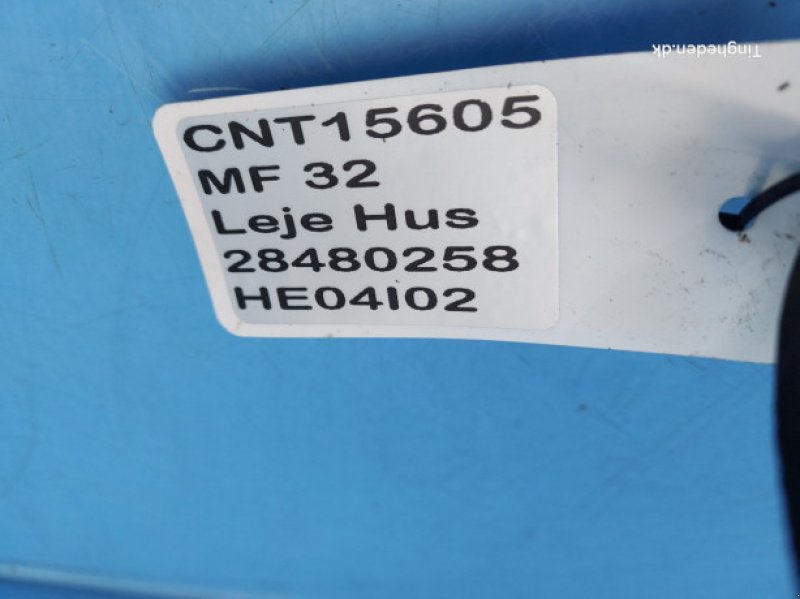 Tingheden.dk
CNT15605
MF 32
Leje Hus
28480258
HE04I02